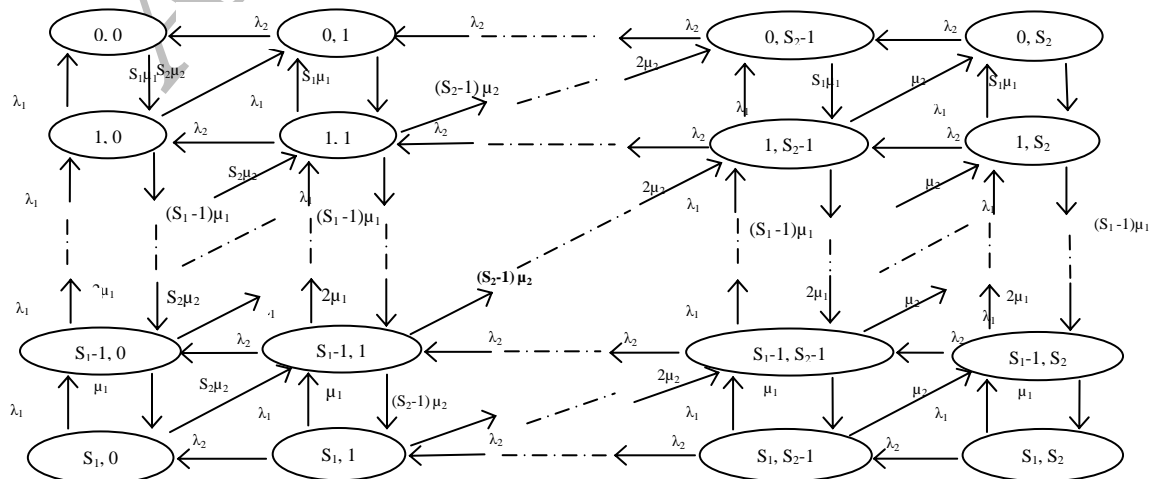 λ₂ λ₂ λ₂
0, 0 0, 1 0, S₂-1 0, S₂
2μ₂
S₁μ₁ S₂μ₂ S₁μ₁ S₁μ₁ μ₂ S₁μ₁
(S₂-1) μ₂
λ₁ λ₁ λ₁ λ₁
λ₂ λ₂ λ₂ λ₂
1, 0 1, 1 1, S₂-1 1, S₂
S₂μ₂ 2μ₂ μ₂
λ₁ λ₁ λ₁ λ₁
(S₁-1)μ₁ (S₁-1)μ₁ (S₁-1)μ₁ (S₁-1)μ₁
(S₂-1) μ₂
μ₁ S₂μ₂ 2μ₁ 2μ₁ μ₂ 2μ₁
λ₁ λ₁ λ₁
λ₂ λ₂ λ₂ λ₂
S₁-1, 0 S₁-1, 1 S₁-1, S₂-1 S₁-1, S₂
2μ₂
μ₁ S₂μ₂ μ₁ μ₁ μ₂ μ₁
(S₂-1) μ₂
λ₁ λ₁ λ₁ λ₁
λ₂ λ₂ λ₂ λ₂
S₁, 0 S₁, 1 S₁, S₂-1 S₁, S₂